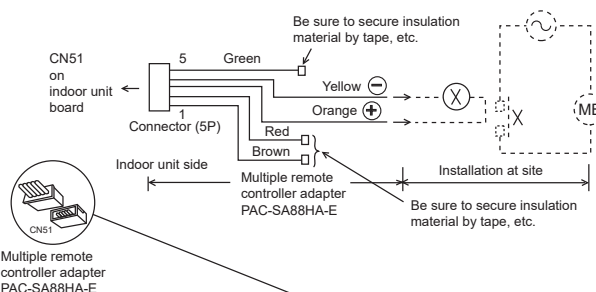 Be sure to secure insulation
material by tape, etc.
CN51
on
indoor unit
board
5
Green
Yellow ⊖
Orange ⊕
1
Connector (5P)
Red
Brown
X
X
Indoor unit side
Multiple remote
controller adapter
PAC-SA88HA-E
Installation at site
Be sure to secure insulation
material by tape, etc.
CN51
Multiple remote
controller adapter
PAC-SA88HA-E